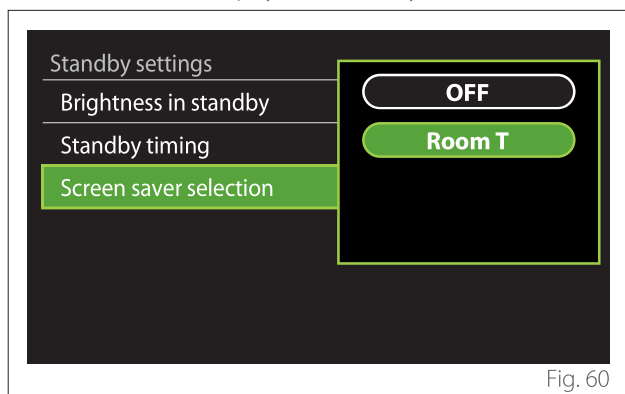 Standby settings
Brightness in standby
Standby timing
Screen saver selection
OFF
Room T
Fig. 60